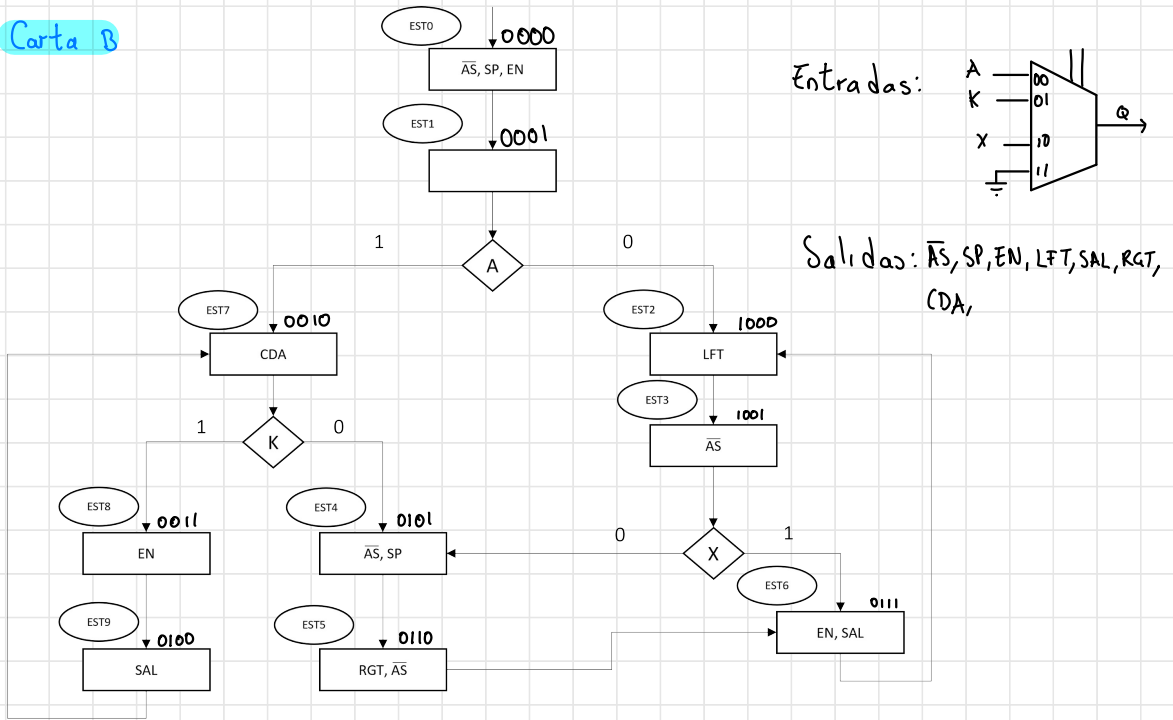 Carta B
EST0
0000
A̅S̅, SP, EN
EST1
0001
Entradas:
A
00
K
01
X
10
11
Q
A
1
0
Salidas: A̅S̅, SP, EN, LFT, SAL, RGT,
CDA,
EST7
0010
CDA
EST2
1000
LFT
EST3
1001
A̅S̅
K
1
0
X
0
1
EST8
0011
EN
EST4
0101
A̅S̅, SP
EST6
0111
EN, SAL
EST9
0100
SAL
EST5
0110
RGT, A̅S̅